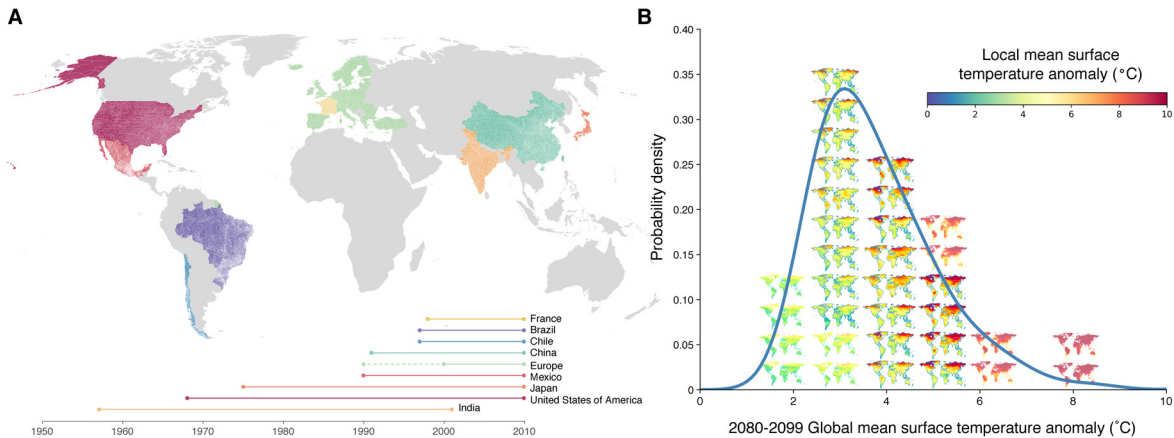 A
France
Brazil
Chile
China
Europe
Mexico
Japan
United States of America
India
1950 1960 1970 1980 1990 2000 2010
B
0.40
0.35
0.30
0.25
0.20
0.15
0.10
0.05
0
Probability density
Local mean surface
temperature anomaly (°C)
0 2 4 6 8 10
0 2 4 6 8 10
2080-2099 Global mean surface temperature anomaly (°C)